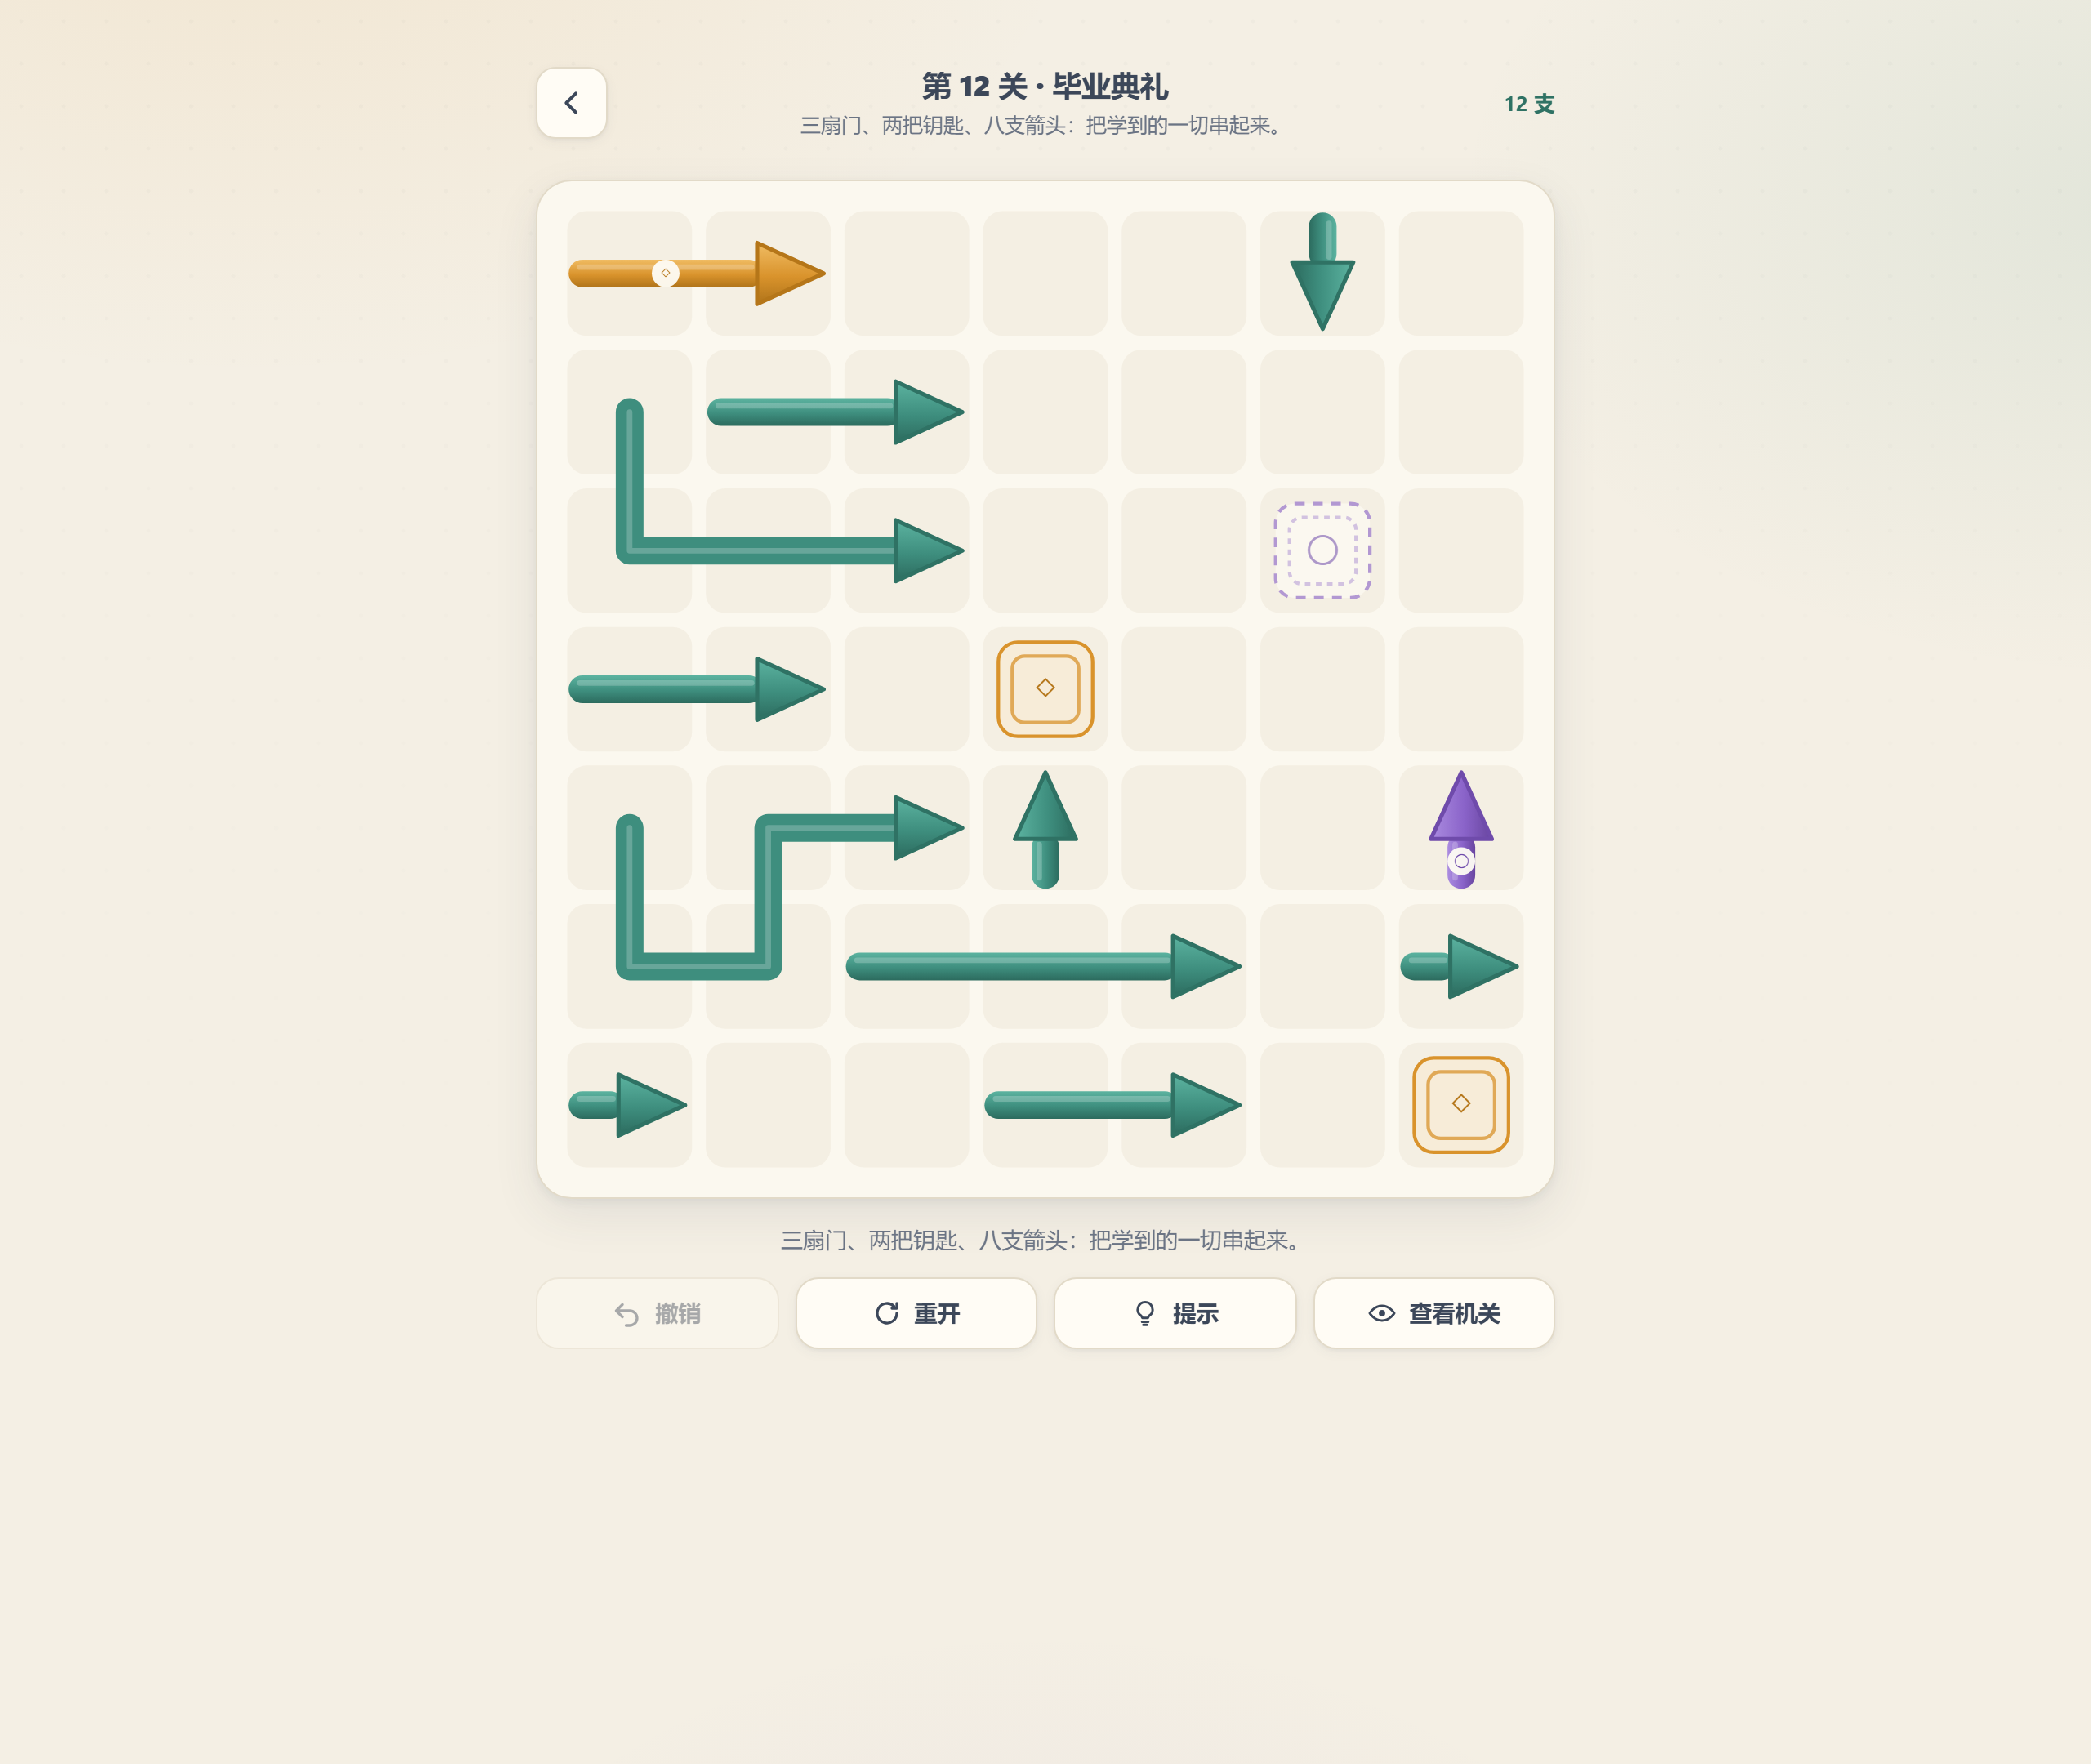 第 12 关 · 毕业典礼
三扇门、两把钥匙、八支箭头：把学到的一切串起来。
12 支
三扇门、两把钥匙、八支箭头：把学到的一切串起来。
撤销
重开
提示
查看机关